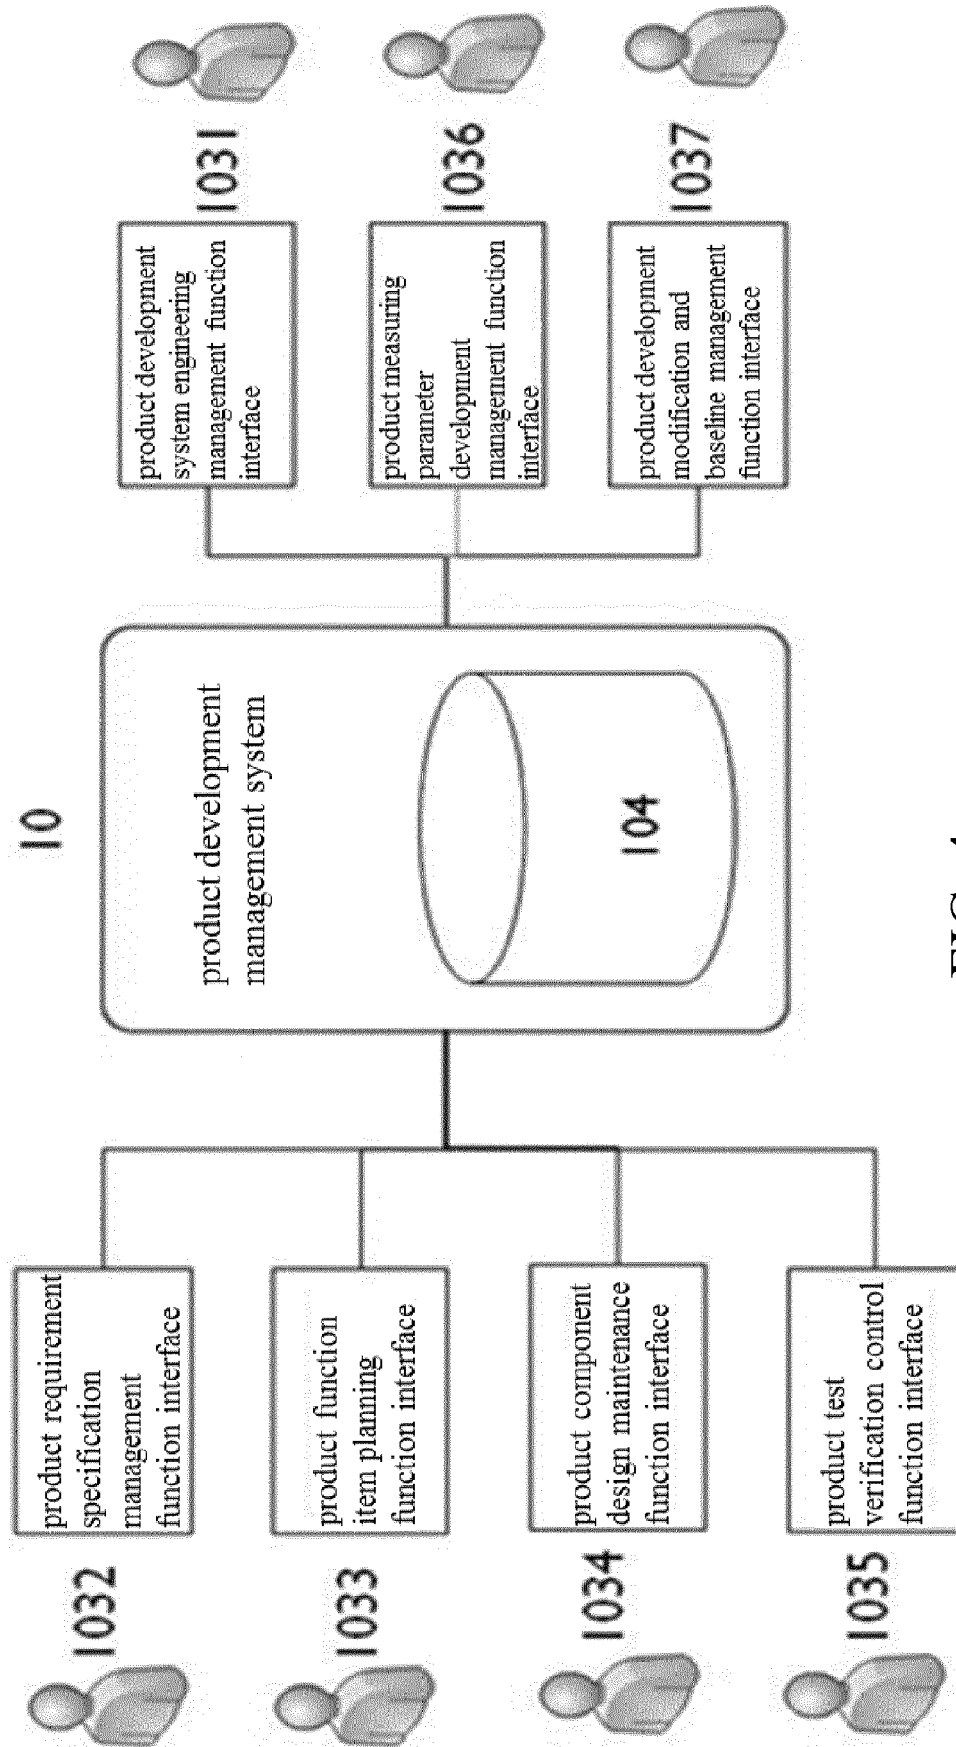 10
product development
management system
104
1032
product requirement
specification
management
function interface
1033
product function
item planning
function interface
1034
product component
design maintenance
function interface
1035
product test
verification control
function interface
1031
product development
system engineering
management function
interface
1036
product measuring
parameter
development
management function
interface
1037
product development
modification and
baseline management
function interface